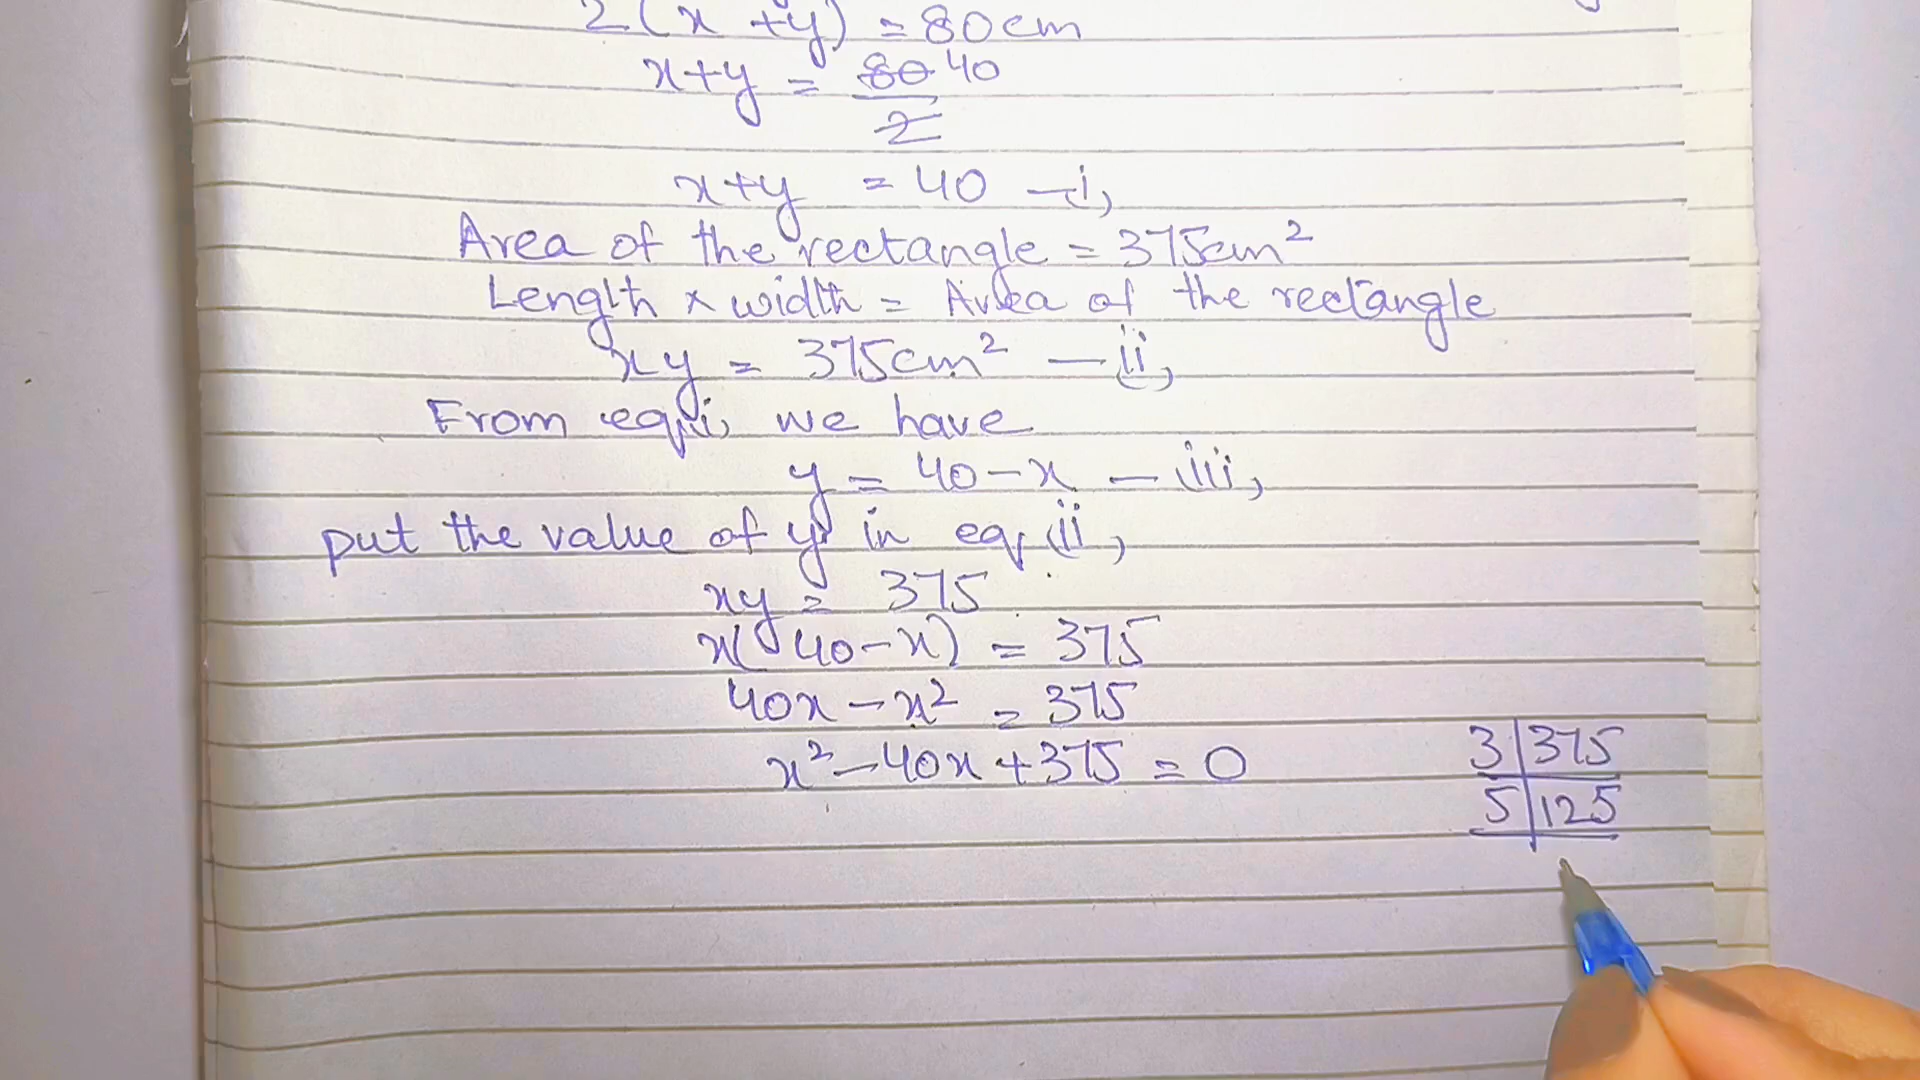 2(x+y) = 80cm
x+y = 80 40
2
x+y = 40 —i,
Area of the rectangle = 375cm²
Length × width = Area of the rectangle
xy = 375cm² — ii,
From eq i, we have
y = 40-x — iii,
put the value of y in eq ii,
xy = 375
x(40-x) = 375
40x - x² = 375
x² - 40x + 375 = 0
3 | 375
5 | 125